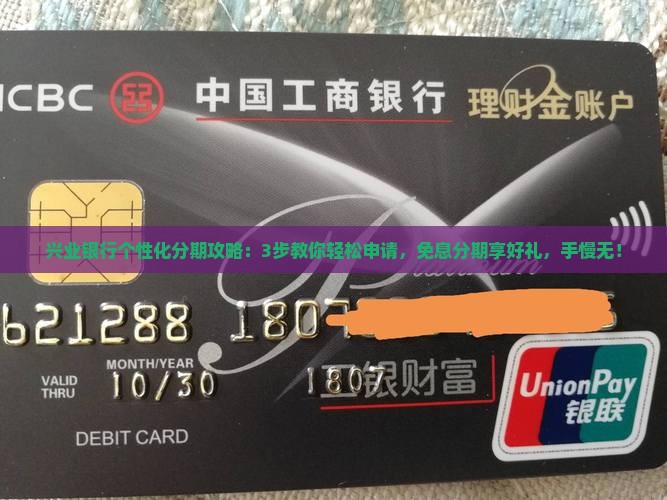 ICBC 中国工商银行 理财金账户
Platinum
兴业银行个性化分期攻略：3步教你轻松申请，免息分期享好礼，手慢无！
621288 1807
MONTH/YEAR
VALID THRU 10/30 1807 工银财富
UnionPay
银联
DEBIT CARD